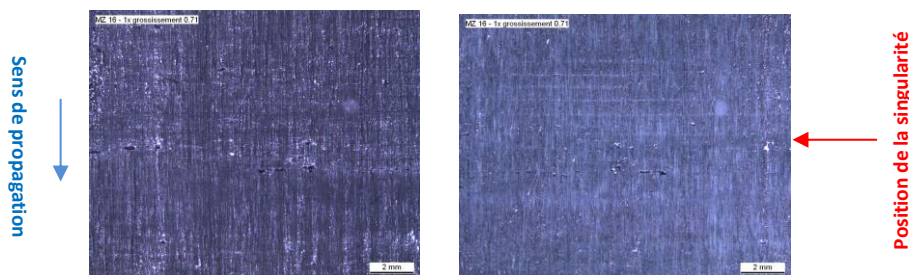 Sens de propagation
MZ 16 - 1x grossissement 0.71
2 mm
MZ 16 - 1x grossissement 0.71
2 mm
Position de la singularité